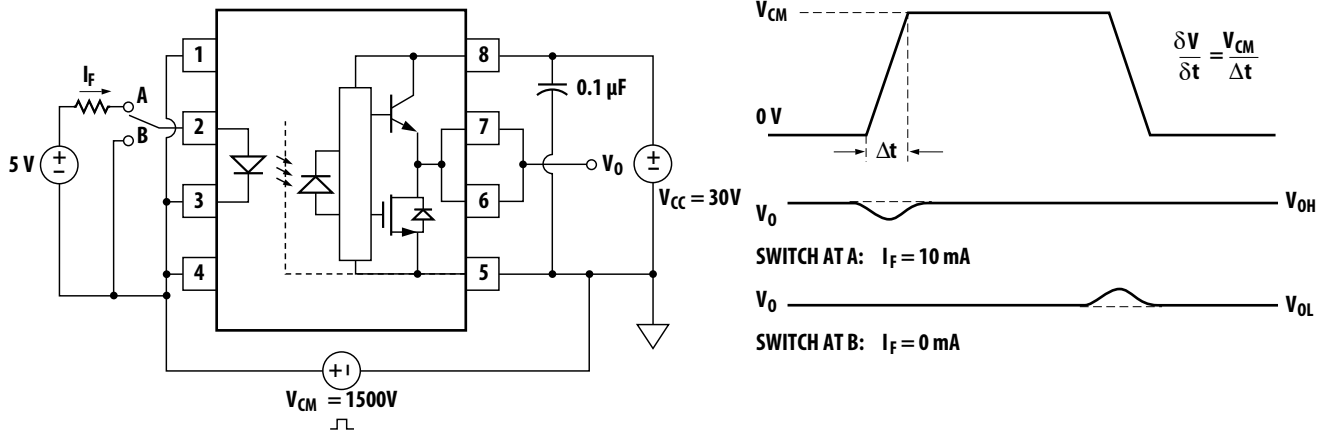 1
8
I_F
A
0.1 µF
2
7
B
5 V
+
–
V_O
+
–
3
6
V_CC = 30V
4
5
+
–
V_CM = 1500V
V_CM
δV/δt = V_CM/Δt
0 V
Δt
V_O
V_OH
SWITCH AT A: I_F = 10 mA
V_O
V_OL
SWITCH AT B: I_F = 0 mA